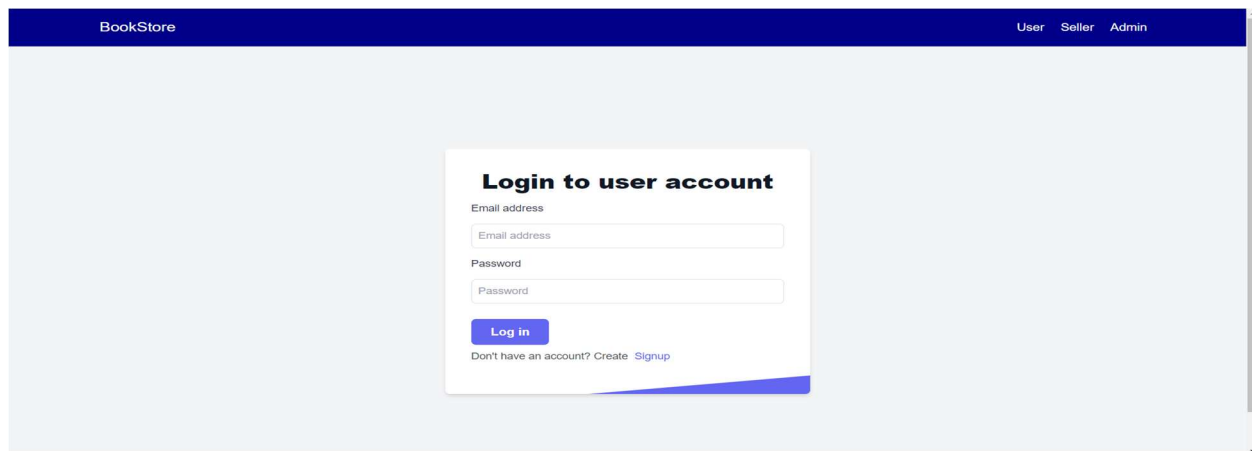 BookStore User Seller Admin
Login to user account
Email address
Email address
Password
Password
Log in
Don't have an account? Create Signup